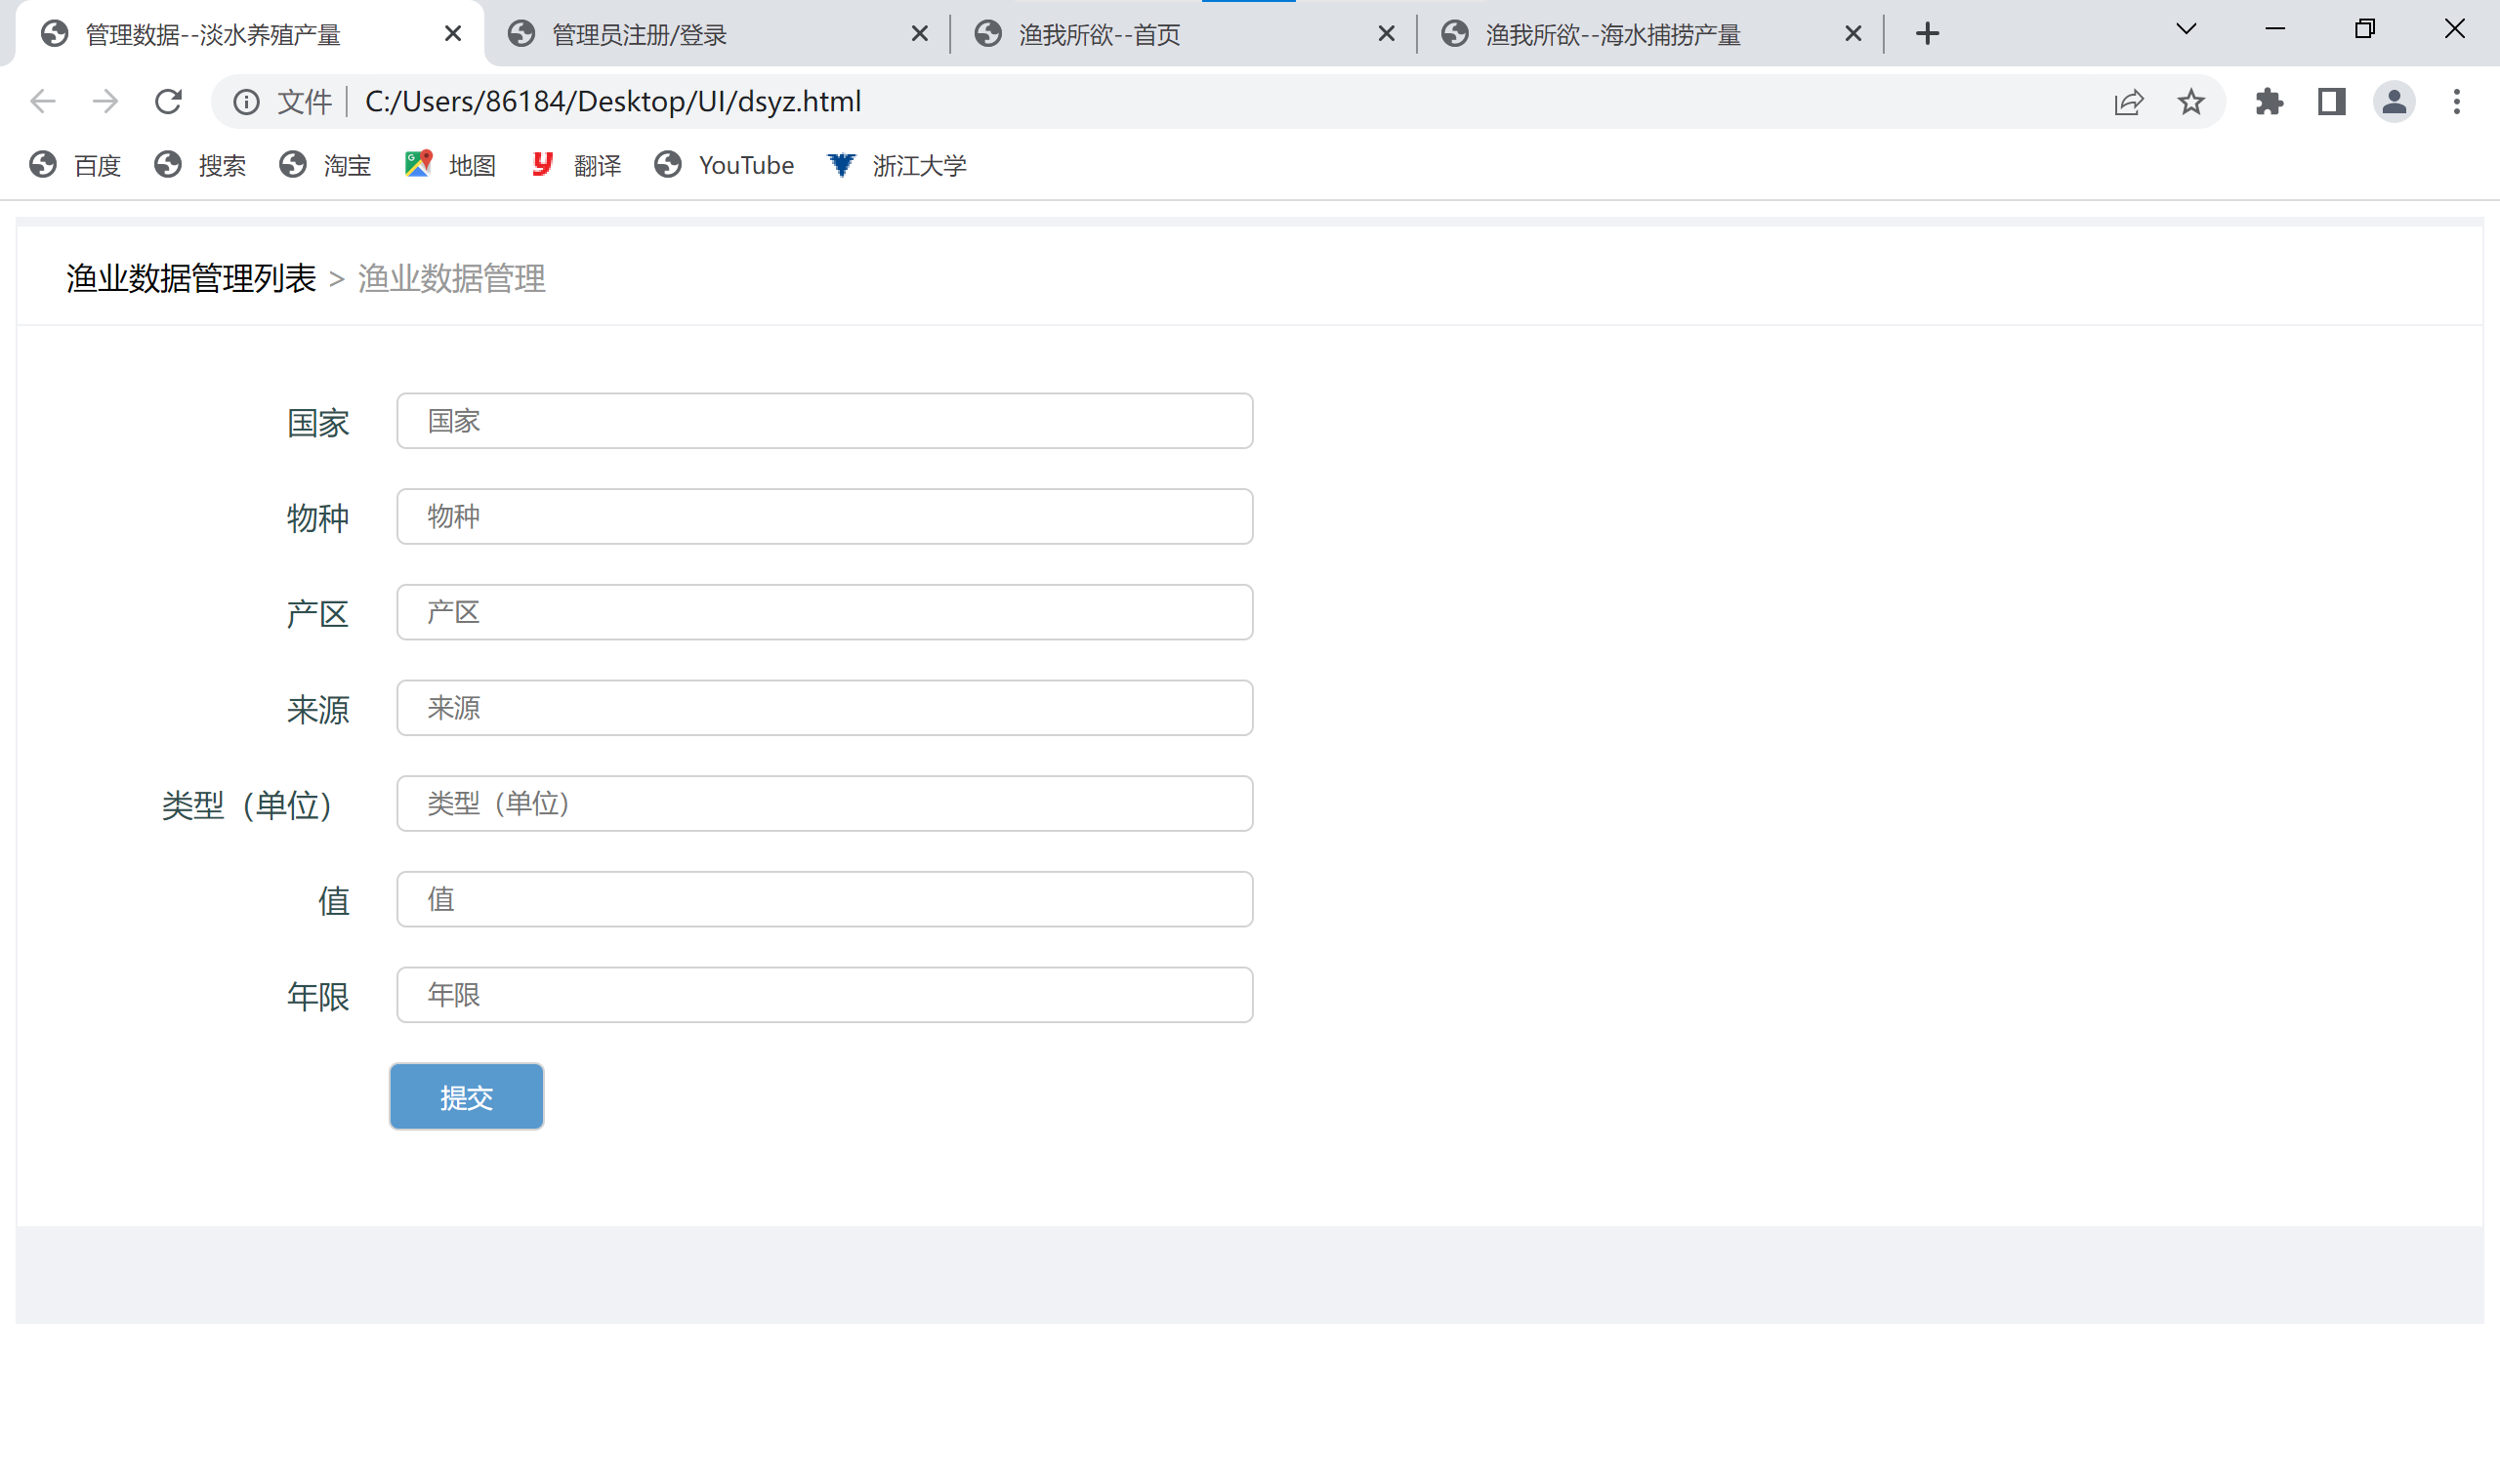 管理数据--淡水养殖产量
管理员注册/登录
渔我所欲--首页
渔我所欲--海水捕捞产量
文件 C:/Users/86184/Desktop/UI/dsyz.html
百度 搜索 淘宝 地图 翻译 YouTube 浙江大学
渔业数据管理列表 > 渔业数据管理
国家 国家
物种 物种
产区 产区
来源 来源
类型（单位） 类型（单位）
值 值
年限 年限
提交